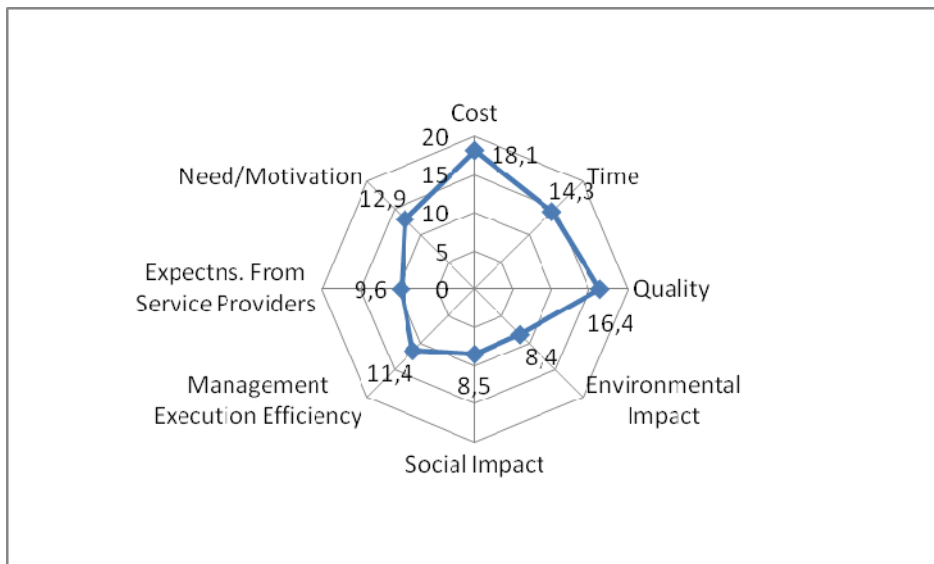 Cost
20
18,1
Need/Motivation
15
14,3
Time
12,9
10
5
Expectns. From
Service Providers
9,6
0
Quality
16,4
Management
Execution Efficiency
11,4
8,5
8,4
Environmental
Impact
Social Impact